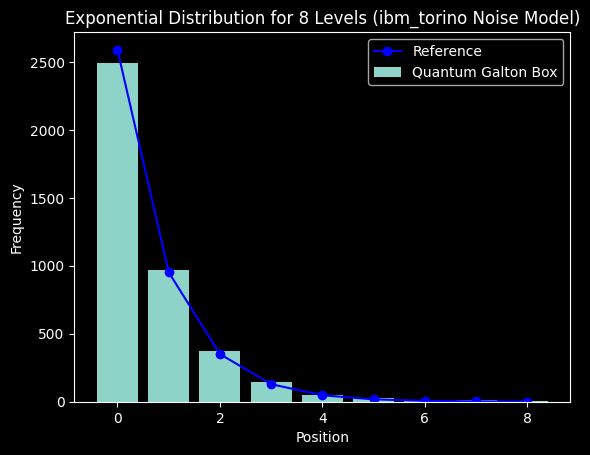 Exponential Distribution for 8 Levels (ibm_torino Noise Model)
Reference
Quantum Galton Box
2500
2000
1500
1000
500
0
Frequency
0 2 4 6 8
Position